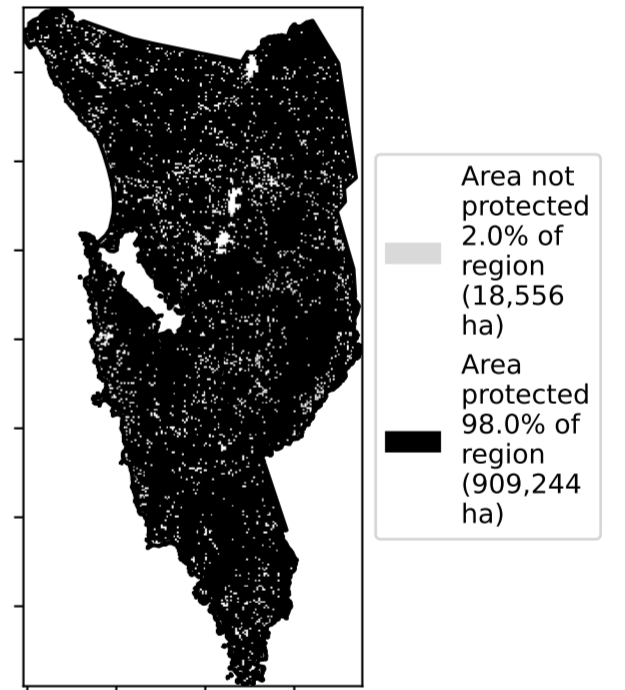 Area not
protected
2.0% of
region
(18,556
ha)
Area
protected
98.0% of
region
(909,244
ha)